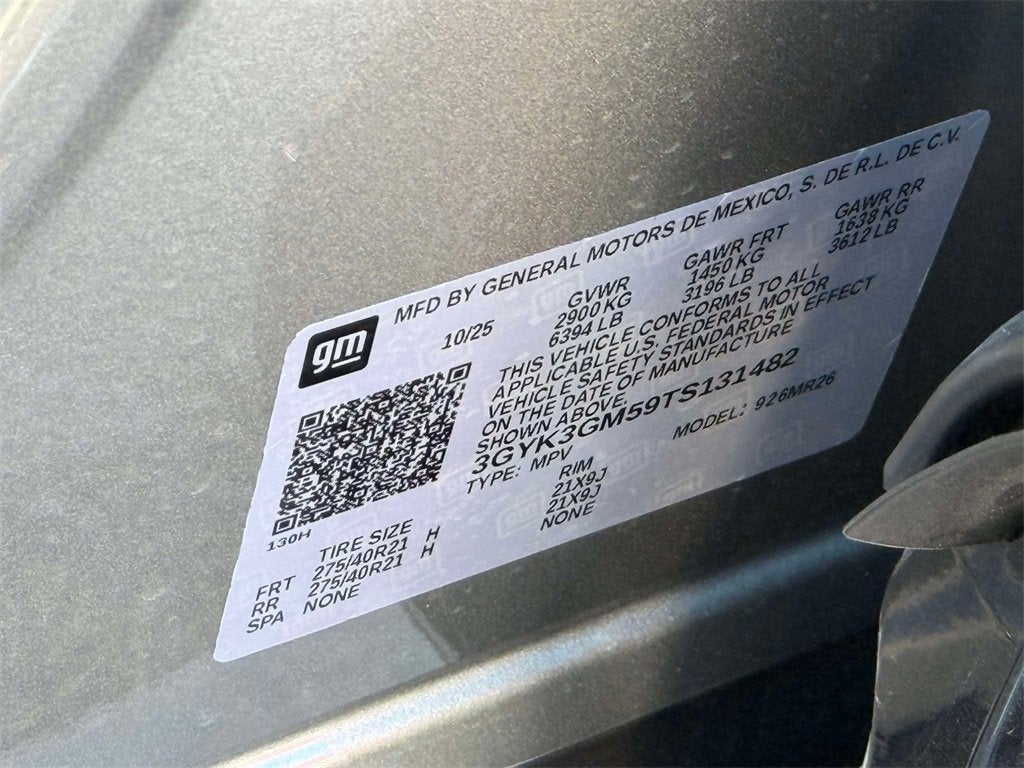 MFD BY GENERAL MOTORS DE MEXICO, S. DE R.L. DE C.V.
gm
10/25 GVWR GAWR FRT GAWR RR
2900 KG 1450 KG 1638 KG
6394 LB 3196 LB 3612 LB
THIS VEHICLE CONFORMS TO ALL
APPLICABLE U.S. FEDERAL MOTOR
VEHICLE SAFETY STANDARDS IN EFFECT
ON THE DATE OF MANUFACTURE
SHOWN ABOVE.
3GYK3GM59TS131482
TYPE: MPV MODEL: 926MR26
130H
TIRE SIZE RIM
FRT 275/40R21 H 21X9J
RR 275/40R21 H 21X9J
SPA NONE NONE